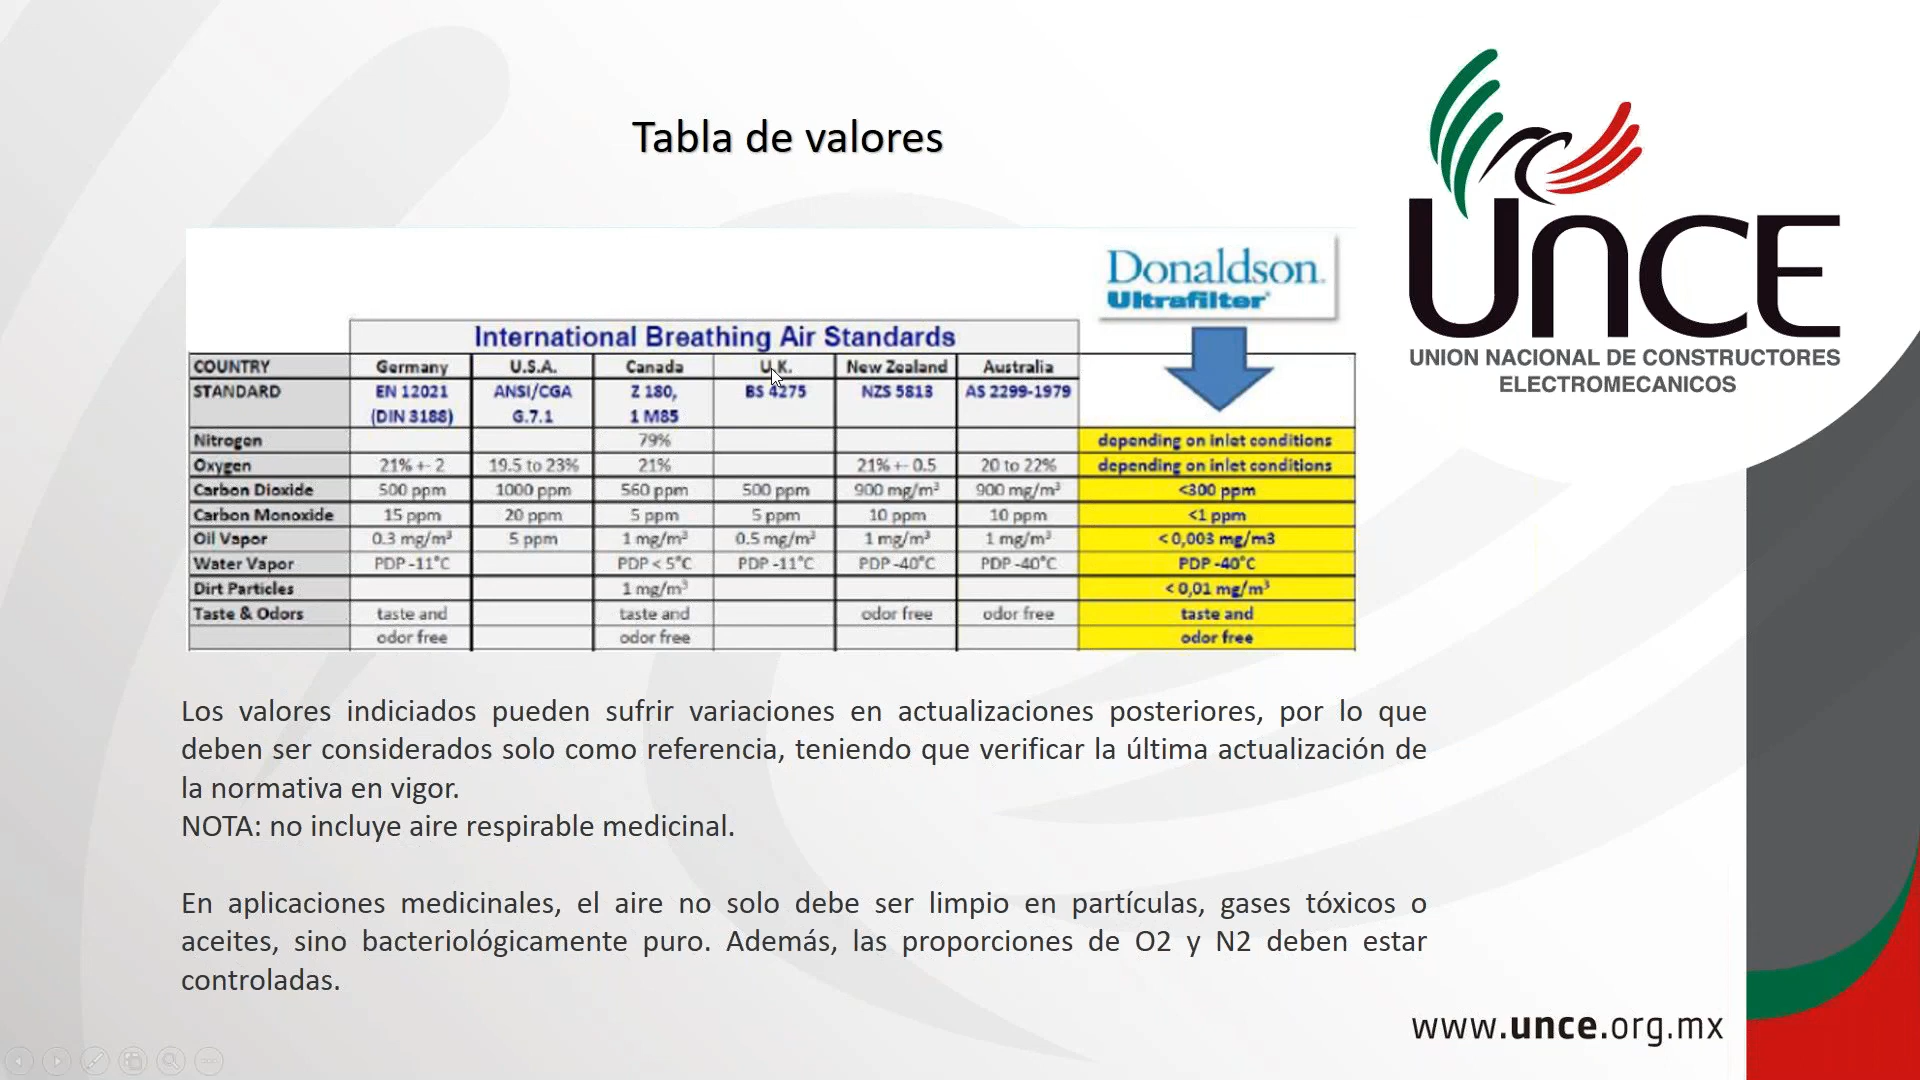 Tabla de valores
UNCE
UNION NACIONAL DE CONSTRUCTORES
ELECTROMECANICOS
Donaldson.
Ultrafilter
International Breathing Air Standards
COUNTRY Germany U.S.A. Canada U.K. New Zealand Australia
STANDARD EN 12021 ANSI/CGA Z 180, BS 4275 NZS 5813 AS 2299-1979
(DIN 3188) G.7.1 1 M85
Nitrogen 79% depending on inlet conditions
Oxygen 21% +- 2 19.5 to 23% 21% 21% +- 0.5 20 to 22% depending on inlet conditions
Carbon Dioxide 500 ppm 1000 ppm 560 ppm 500 ppm 900 mg/m³ 900 mg/m³ <300 ppm
Carbon Monoxide 15 ppm 20 ppm 5 ppm 5 ppm 10 ppm 10 ppm <1 ppm
Oil Vapor 0.3 mg/m³ 5 ppm 1 mg/m³ 0.5 mg/m³ 1 mg/m³ 1 mg/m³ < 0,003 mg/m3
Water Vapor PDP -11°C PDP < 5°C PDP -11°C PDP -40°C PDP -40°C PDP -40°C
Dirt Particles 1 mg/m³ < 0,01 mg/m³
Taste & Odors taste and taste and odor free odor free taste and
odor free odor free odor free
Los valores indiciados pueden sufrir variaciones en actualizaciones posteriores, por lo que
deben ser considerados solo como referencia, teniendo que verificar la última actualización de
la normativa en vigor.
NOTA: no incluye aire respirable medicinal.
En aplicaciones medicinales, el aire no solo debe ser limpio en partículas, gases tóxicos o
aceites, sino bacteriológicamente puro. Además, las proporciones de O2 y N2 deben estar
controladas.
www.unce.org.mx